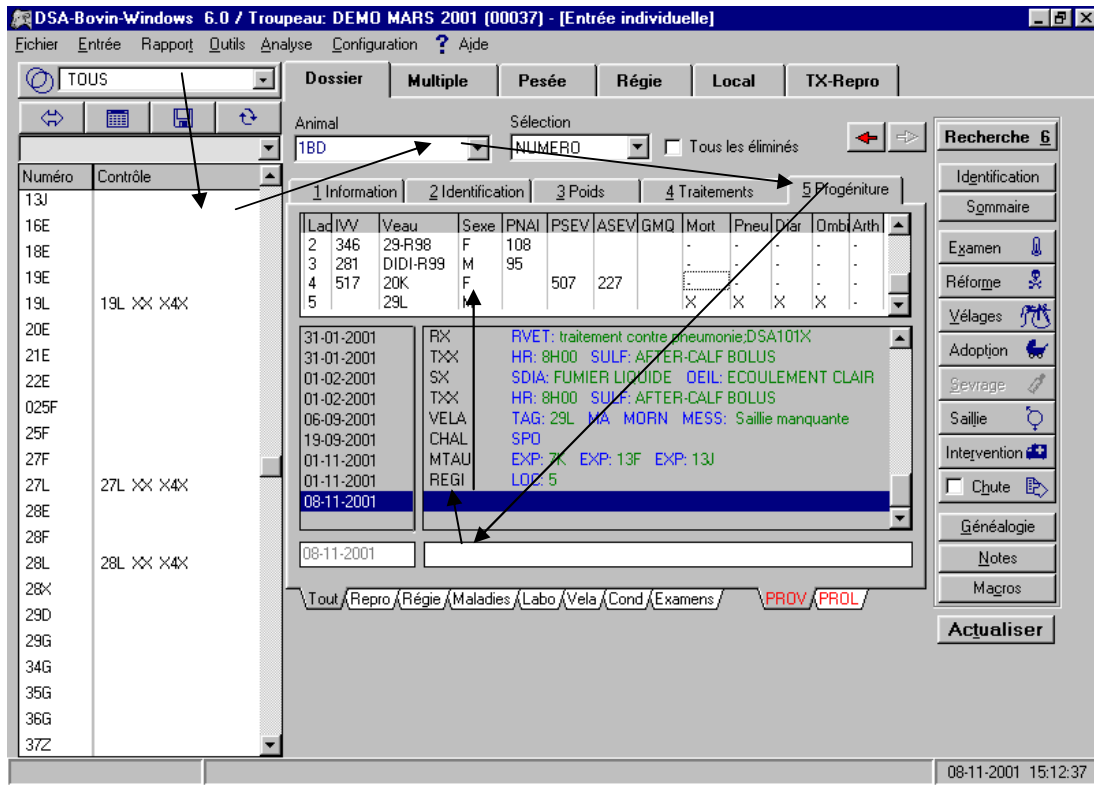 DSA-Bovin-Windows 6.0 / Troupeau: DEMO MARS 2001 (00037) - [Entrée individuelle]
Fichier Entrée Rapport Outils Analyse Configuration ? Aide
TOUS
Dossier Multiple Pesée Régie Local TX-Repro
Animal Sélection
1BD NUMERO Tous les éliminés
Numéro Contrôle
13J
16E
18E
19E
19L 19L XX X4X
20E
21E
22E
025F
25F
27F
27L 27L XX X4X
28E
28F
28L 28L XX X4X
28X
29D
29G
34G
35G
36G
37Z
1 Information 2 Identification 3 Poids 4 Traitements 5 Progéniture
Lac IVV Veau Sexe PNAI PSEV ASEV GMQ Mort Pneu Diar Ombi Arth
2 346 29-R98 F 108 - - - - -
3 281 DIDI-R99 M 95 - - - - -
4 517 20K F 507 227 - - - - -
5 29L M X X X X -
31-01-2001 RX RVET: traitement contre pneumonie;DSA101X
31-01-2001 TXX HR: 8H00 SULF: AFTER-CALF BOLUS
01-02-2001 SX SDIA: FUMIER LIQUIDE OEIL: ECOULEMENT CLAIR
01-02-2001 TXX HR: 8H00 SULF: AFTER-CALF BOLUS
06-09-2001 VELA TAG: 29L MA MORN MESS: Saillie manquante
19-09-2001 CHAL SPO
01-11-2001 MTAU EXP: 7K EXP: 13F EXP: 13J
01-11-2001 REGI LOC: 5
08-11-2001
08-11-2001
Tout Repro Régie Maladies Labo Vela Cond Examens PROV PROL
Recherche 6
Identification
Sommaire
Examen
Réforme
Vélages
Adoption
Sevrage
Saillie
Intervention
Chute
Généalogie
Notes
Macros
Actualiser
08-11-2001 15:12:37